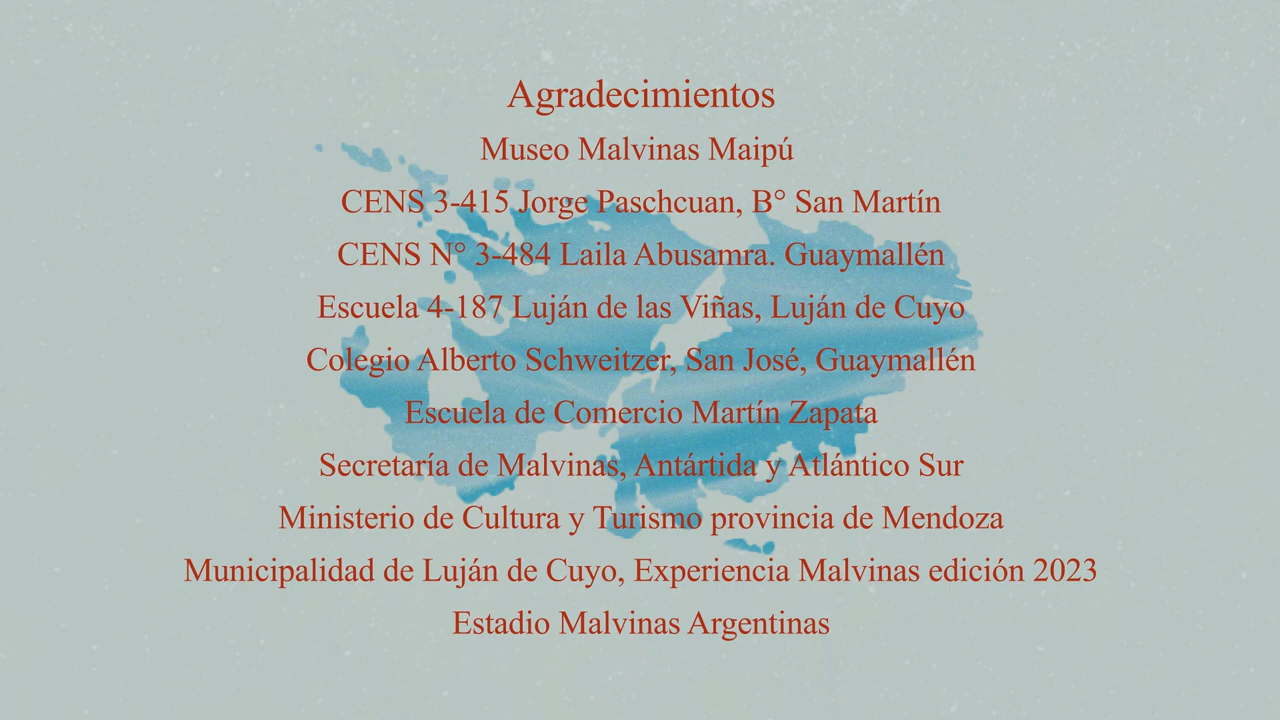 Agradecimientos
Museo Malvinas Maipú
CENS 3-415 Jorge Paschcuan, B° San Martín
CENS N° 3-484 Laila Abusamra. Guaymallén
Escuela 4-187 Luján de las Viñas, Luján de Cuyo
Colegio Alberto Schweitzer, San José, Guaymallén
Escuela de Comercio Martín Zapata
Secretaría de Malvinas, Antártida y Atlántico Sur
Ministerio de Cultura y Turismo provincia de Mendoza
Municipalidad de Luján de Cuyo, Experiencia Malvinas edición 2023
Estadio Malvinas Argentinas